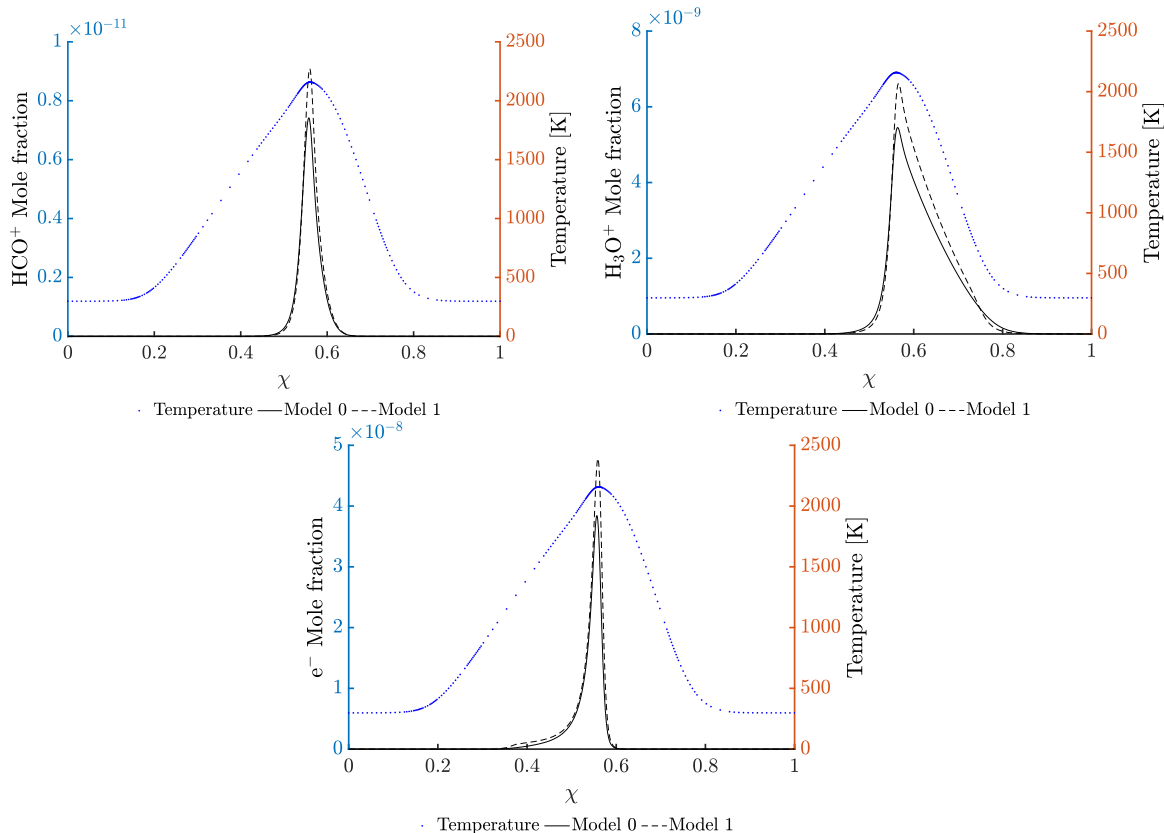 ×10⁻¹¹
1
0.8
0.6
0.4
0.2
0
HCO⁺ Mole fraction
2500
2000
1500
1000
500
0
Temperature [K]
0 0.2 0.4 0.6 0.8 1
χ
Temperature Model 0 Model 1
×10⁻⁹
8
6
4
2
0
H₃O⁺ Mole fraction
2500
2000
1500
1000
500
0
Temperature [K]
0 0.2 0.4 0.6 0.8 1
χ
Temperature Model 0 Model 1
×10⁻⁸
5
4
3
2
1
0
e⁻ Mole fraction
2500
2000
1500
1000
500
0
Temperature [K]
0 0.2 0.4 0.6 0.8 1
χ
Temperature Model 0 Model 1